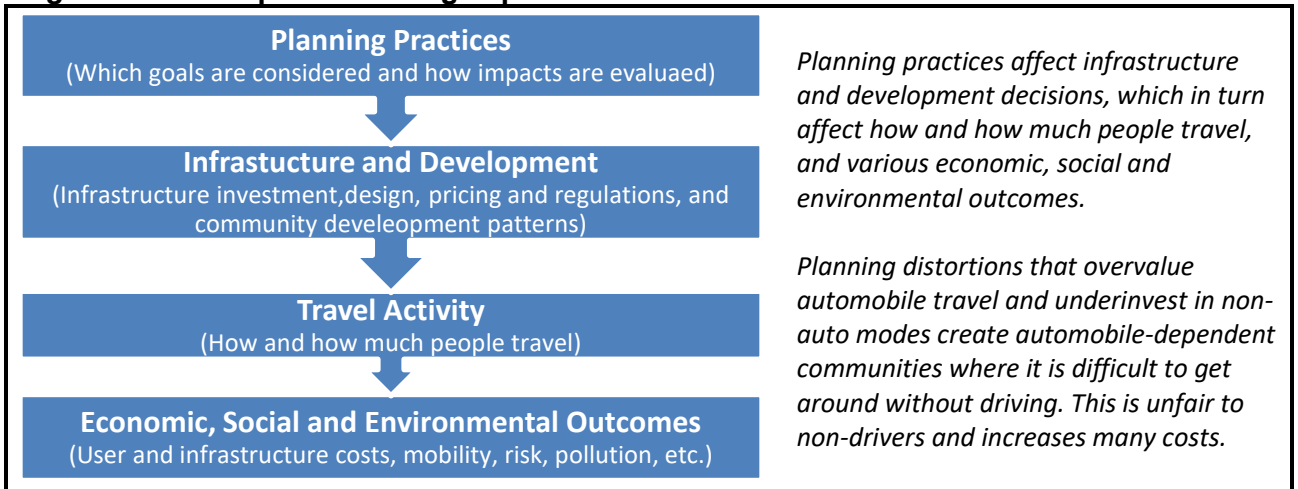 Planning Practices
(Which goals are considered and how impacts are evaluaed)
Infrastucture and Development
(Infrastructure investment,design, pricing and regulations, and
community develeopment patterns)
Travel Activity
(How and how much people travel)
Economic, Social and Environmental Outcomes
(User and infrastructure costs, mobility, risk, pollution, etc.)
Planning practices affect infrastructure
and development decisions, which in turn
affect how and how much people travel,
and various economic, social and
environmental outcomes.
Planning distortions that overvalue
automobile travel and underinvest in non-
auto modes create automobile-dependent
communities where it is difficult to get
around without driving. This is unfair to
non-drivers and increases many costs.